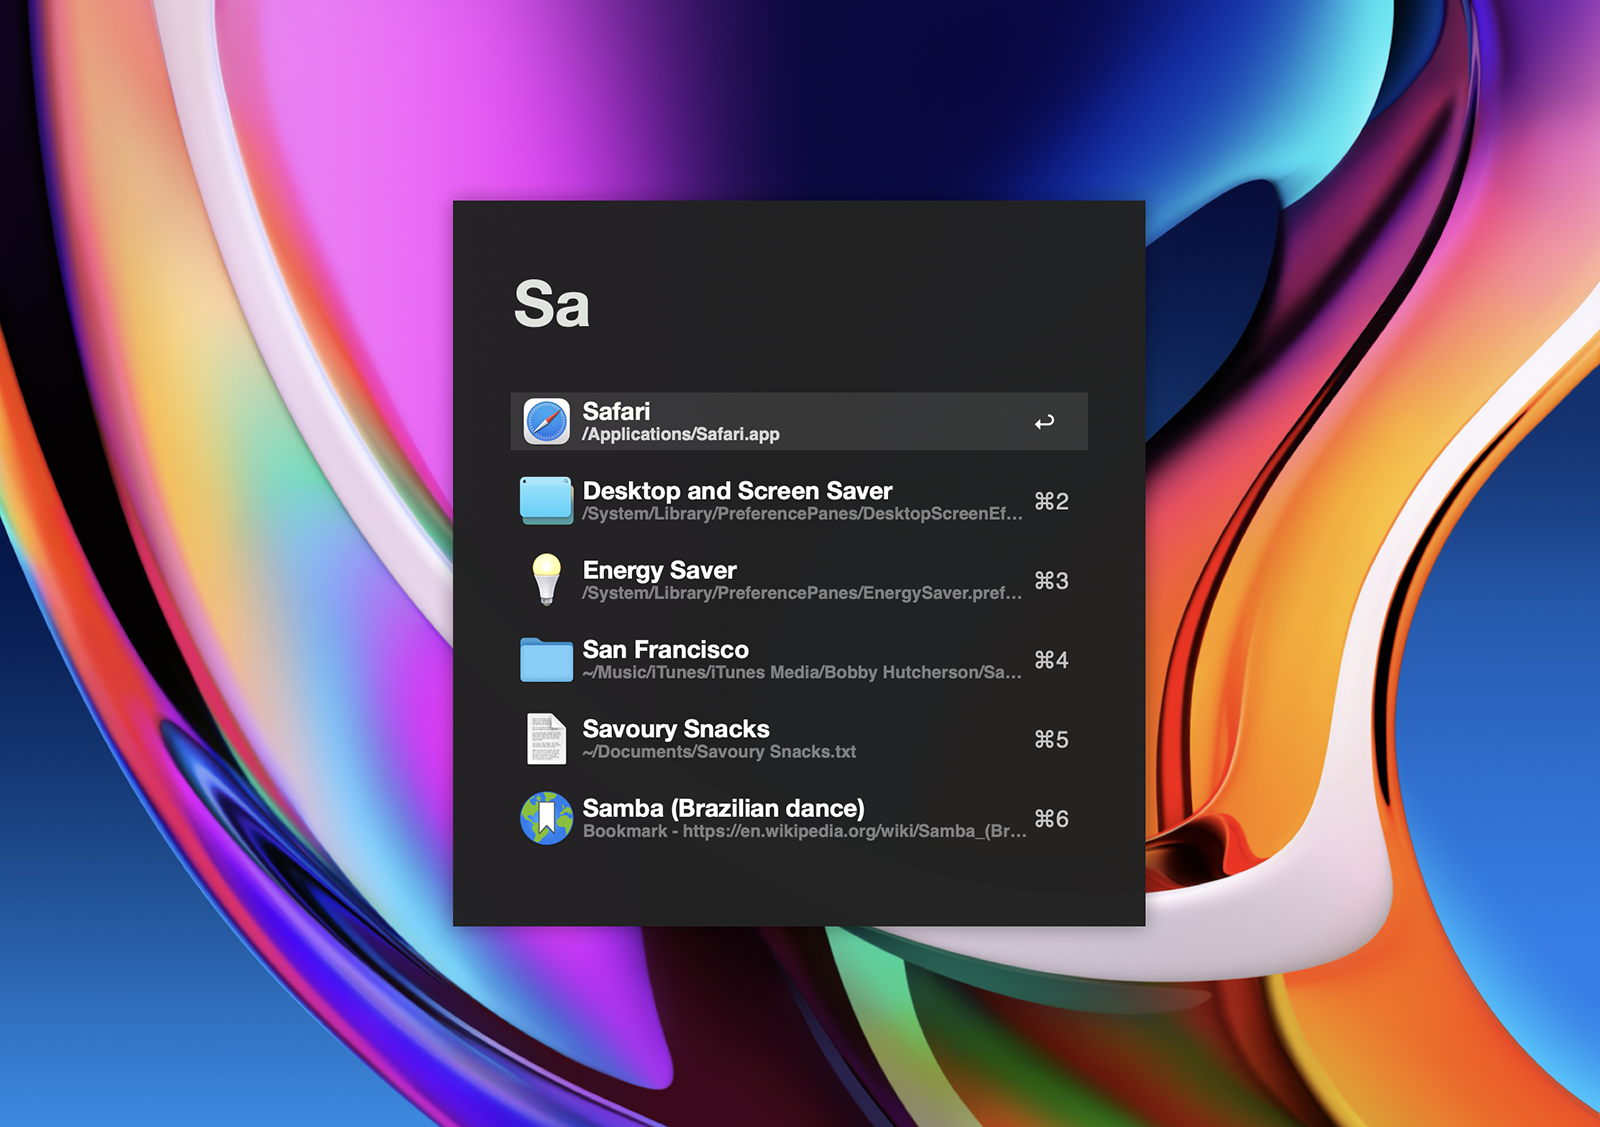 Sa
Safari
/Applications/Safari.app
↩
Desktop and Screen Saver
/System/Library/PreferencePanes/DesktopScreenEf...
⌘2
Energy Saver
/System/Library/PreferencePanes/EnergySaver.pref...
⌘3
San Francisco
~/Music/iTunes/iTunes Media/Bobby Hutcherson/Sa...
⌘4
Savoury Snacks
~/Documents/Savoury Snacks.txt
⌘5
Samba (Brazilian dance)
Bookmark - https://en.wikipedia.org/wiki/Samba_(Br...
⌘6